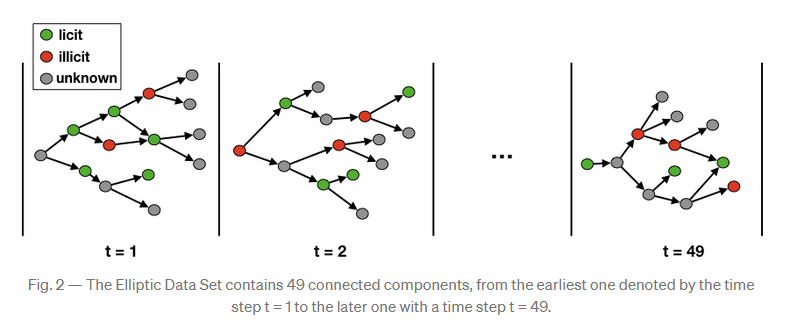 licit
illicit
unknown
...
t = 1
t = 2
t = 49
Fig. 2 — The Elliptic Data Set contains 49 connected components, from the earliest one denoted by the time
step t = 1 to the later one with a time step t = 49.